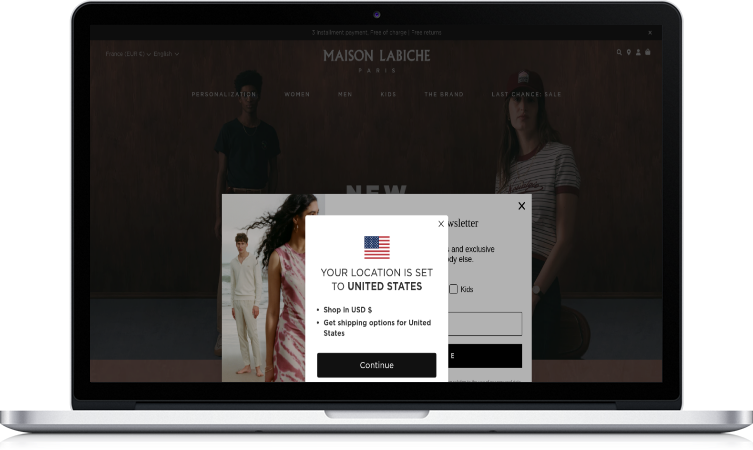 3 installment payment, Free of charge | Free returns
France (EUR €) English
MAISON LABICHE
PARIS
PERSONALIZATION WOMEN MEN KIDS THE BRAND LAST CHANCE: SALE
NEW
X
wsletter
X
s and exclusive
dy else.
YOUR LOCATION IS SET
TO UNITED STATES
Kids
• Shop in USD $
• Get shipping options for United
States
E
Continue